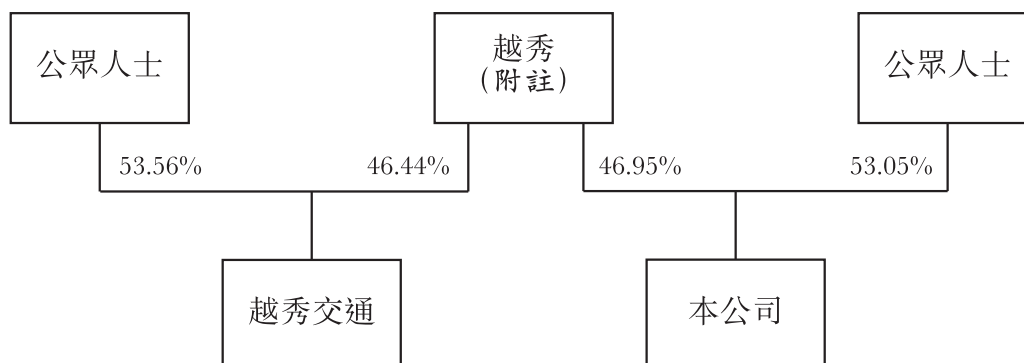 公眾人士
越秀
(附註)
公眾人士
53.56%
46.44%
46.95%
53.05%
越秀交通
本公司